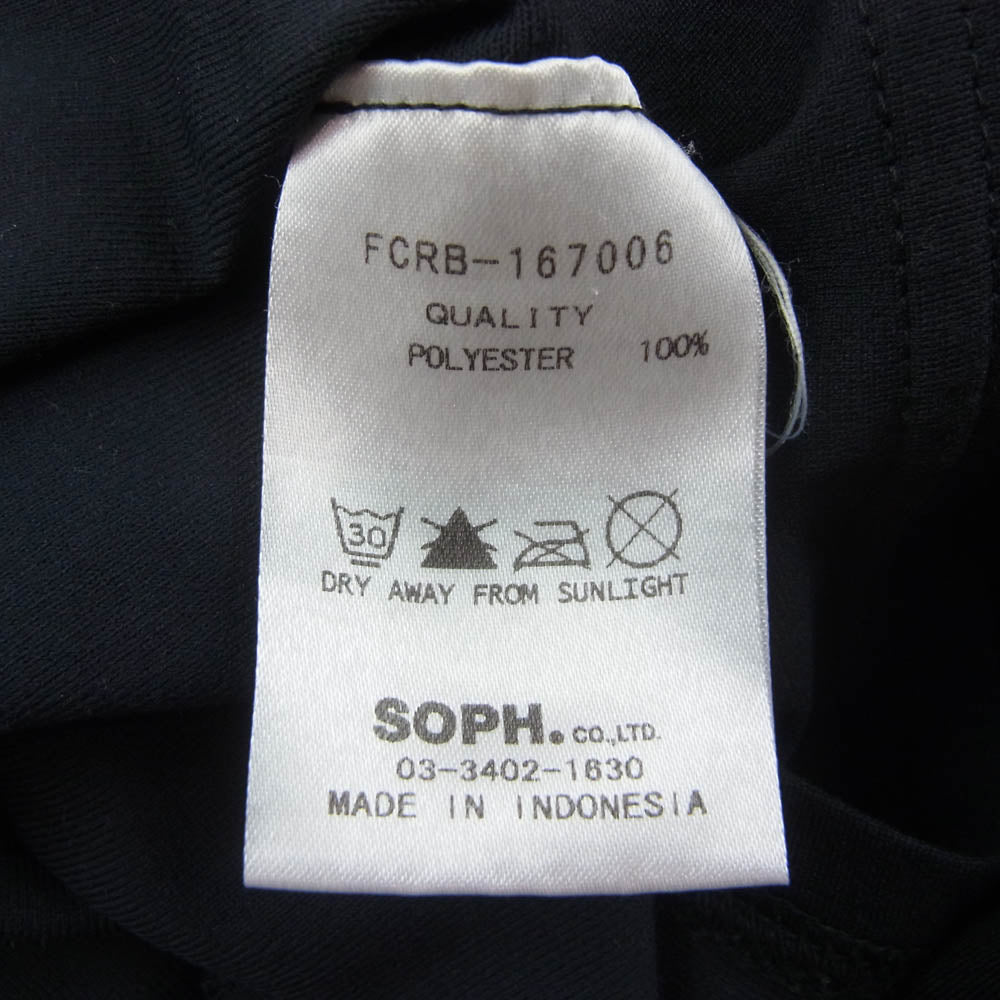 FCRB-167006
QUALITY
POLYESTER 100%
30
DRY AWAY FROM SUNLIGHT
SOPH. CO.,LTD.
03-3402-1630
MADE IN INDONESIA